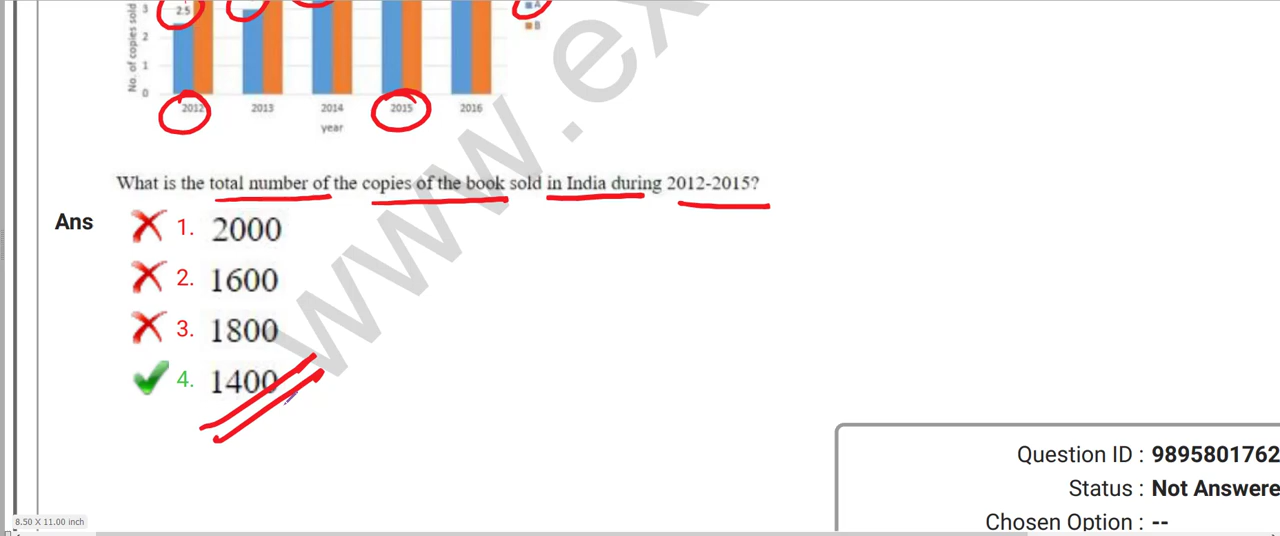 No. of copies sold
3
2
1
0
2.5
A
B
2012
2013
2014
2015
2016
year
www.ex
What is the total number of the copies of the book sold in India during 2012-2015?
Ans
1. 2000
2. 1600
3. 1800
4. 1400
Question ID : 9895801762
Status : Not Answere
Chosen Option : --
8.50 X 11.00 inch